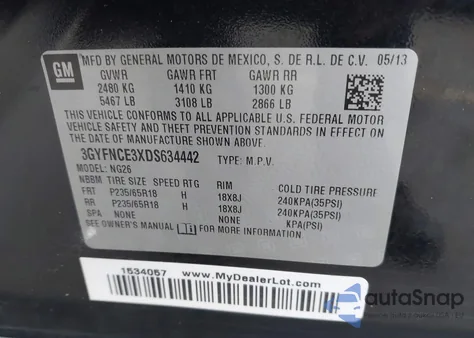 GM
MFD BY GENERAL MOTORS DE MEXICO, S. DE R.L. DE C.V. 05/13
GVWR GAWR FRT GAWR RR
2480 KG 1410 KG 1300 KG
5467 LB 3108 LB 2866 LB
THIS VEHICLE CONFORMS TO ALL APPLICABLE
U.S. FEDERAL MOTOR
VEHICLE SAFETY, BUMPER, AND
THEFT PREVENTION STANDARDS
IN EFFECT ON THE DATE OF MANUFACTURE
3GYFNCE3XDS634442 TYPE: M.P.V.
MODEL: NG26
TIRE SIZE SPEED RTG RIM COLD TIRE PRESSURE
FRT P235/65R18 H 18X8J 240KPA(35PSI)
RR P235/65R18 H 18X8J 240KPA(35PSI)
SPA NONE NONE KPA(PSI)
SEE OWNER'S MANUAL FOR MORE INFORMATION
1534057 www.MyDealerLot.com
autoSnap